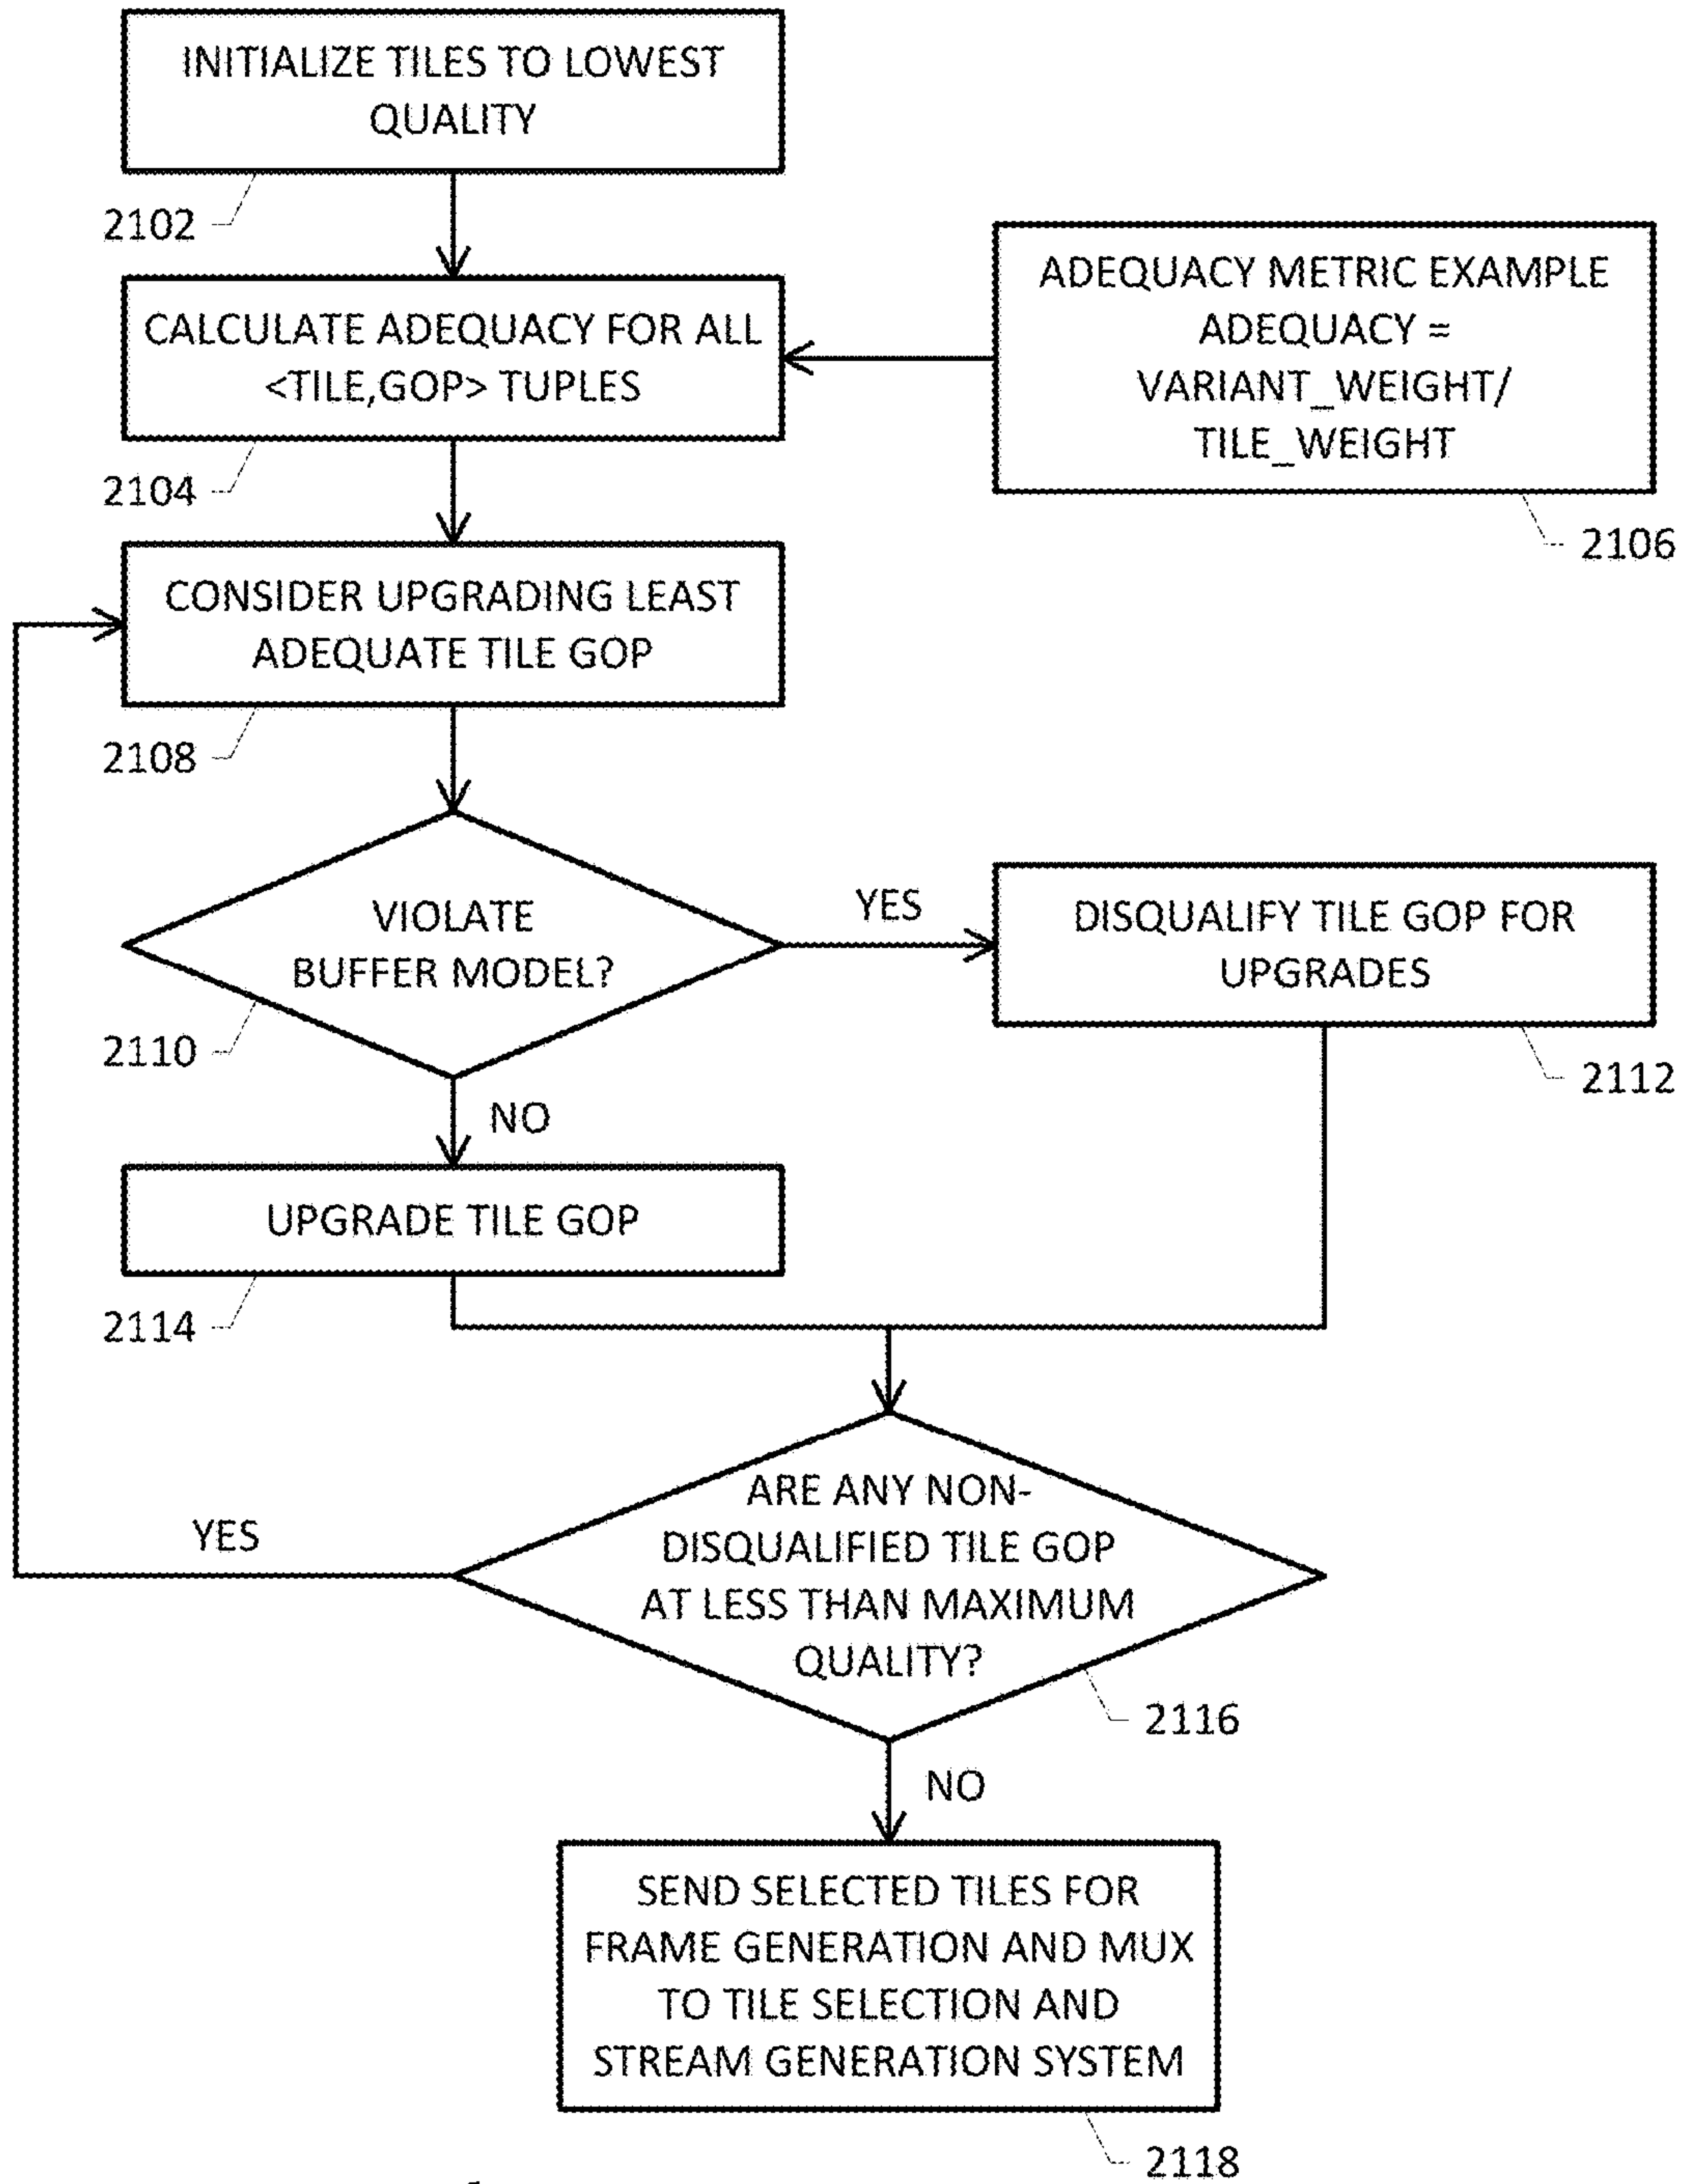 INITIALIZE TILES TO LOWEST
QUALITY
2102
CALCULATE ADEQUACY FOR ALL
<TILE,GOP> TUPLES
2104
ADEQUACY METRIC EXAMPLE
ADEQUACY =
VARIANT_WEIGHT/
TILE_WEIGHT
2106
CONSIDER UPGRADING LEAST
ADEQUATE TILE GOP
2108
VIOLATE
BUFFER MODEL?
2110
YES
DISQUALIFY TILE GOP FOR
UPGRADES
2112
NO
UPGRADE TILE GOP
2114
ARE ANY NON-
DISQUALIFIED TILE GOP
AT LESS THAN MAXIMUM
QUALITY?
2116
YES
NO
SEND SELECTED TILES FOR
FRAME GENERATION AND MUX
TO TILE SELECTION AND
STREAM GENERATION SYSTEM
2118